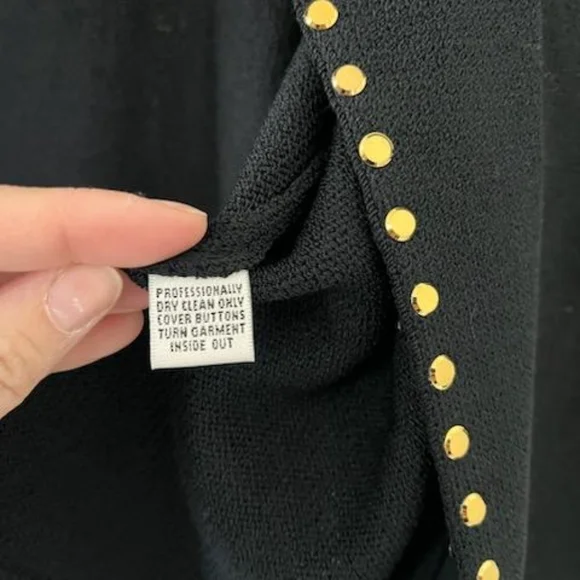 PROFESSIONALLY
DRY CLEAN ONLY
COVER BUTTONS
TURN GARMENT
INSIDE OUT